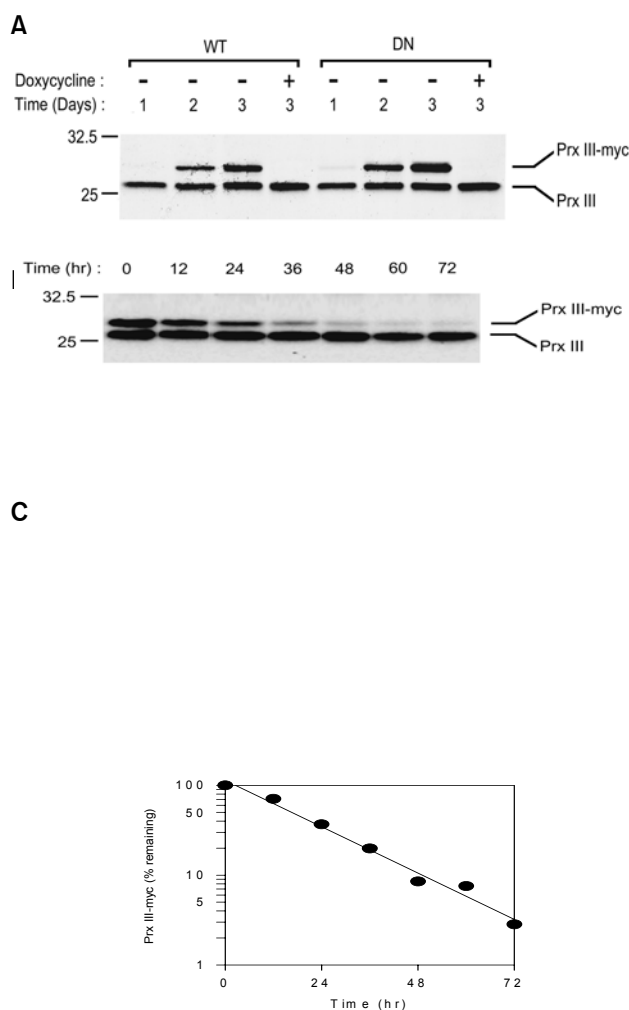 A
WT DN
Doxycycline : - - - + - - - +
Time (Days) : 1 2 3 3 1 2 3 3
32.5
Prx III-myc
25
Prx III
Time (hr) : 0 12 24 36 48 60 72
32.5
Prx III-myc
25
Prx III
C
100
50
10
5
1
0 24 48 72
Time (hr)
Prx III-myc (% remaining)